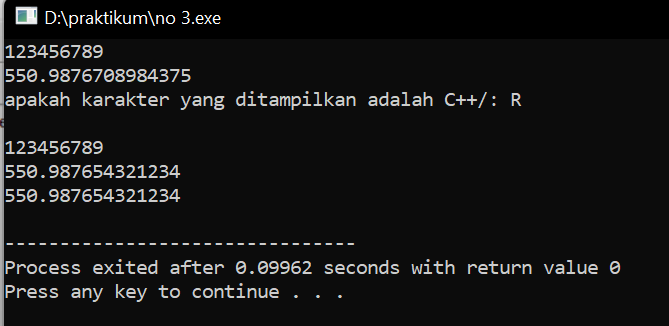 D:\praktikum\no 3.exe
123456789
550.9876708984375
apakah karakter yang ditampilkan adalah C++/: R
123456789
550.987654321234
550.987654321234
--------------------------------
Process exited after 0.09962 seconds with return value 0
Press any key to continue . . .